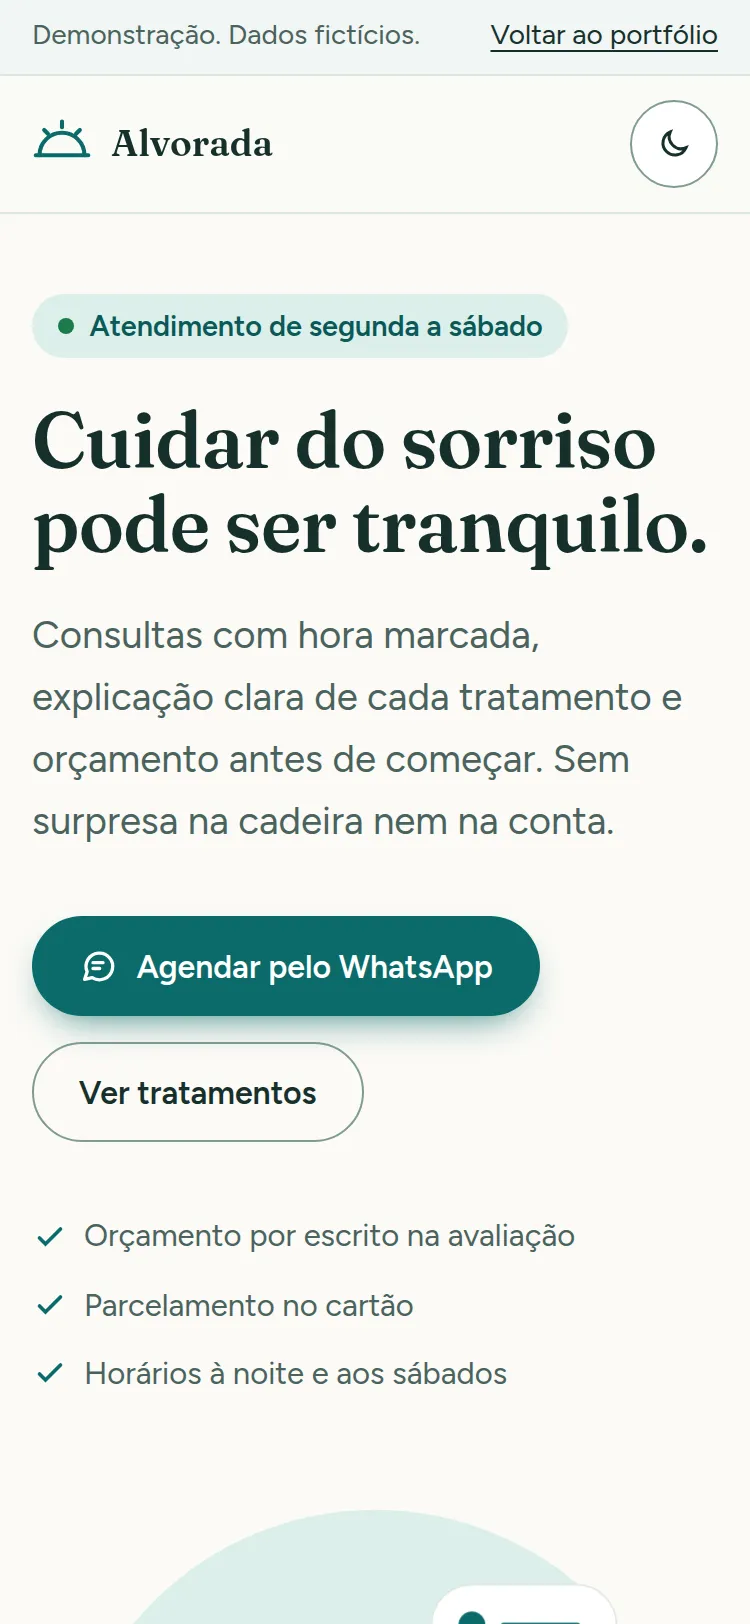 Demonstração. Dados fictícios.
Voltar ao portfólio
Alvorada
Atendimento de segunda a sábado
Cuidar do sorriso
pode ser tranquilo.
Consultas com hora marcada,
explicação clara de cada tratamento e
orçamento antes de começar. Sem
surpresa na cadeira nem na conta.
Agendar pelo WhatsApp
Ver tratamentos
Orçamento por escrito na avaliação
Parcelamento no cartão
Horários à noite e aos sábados